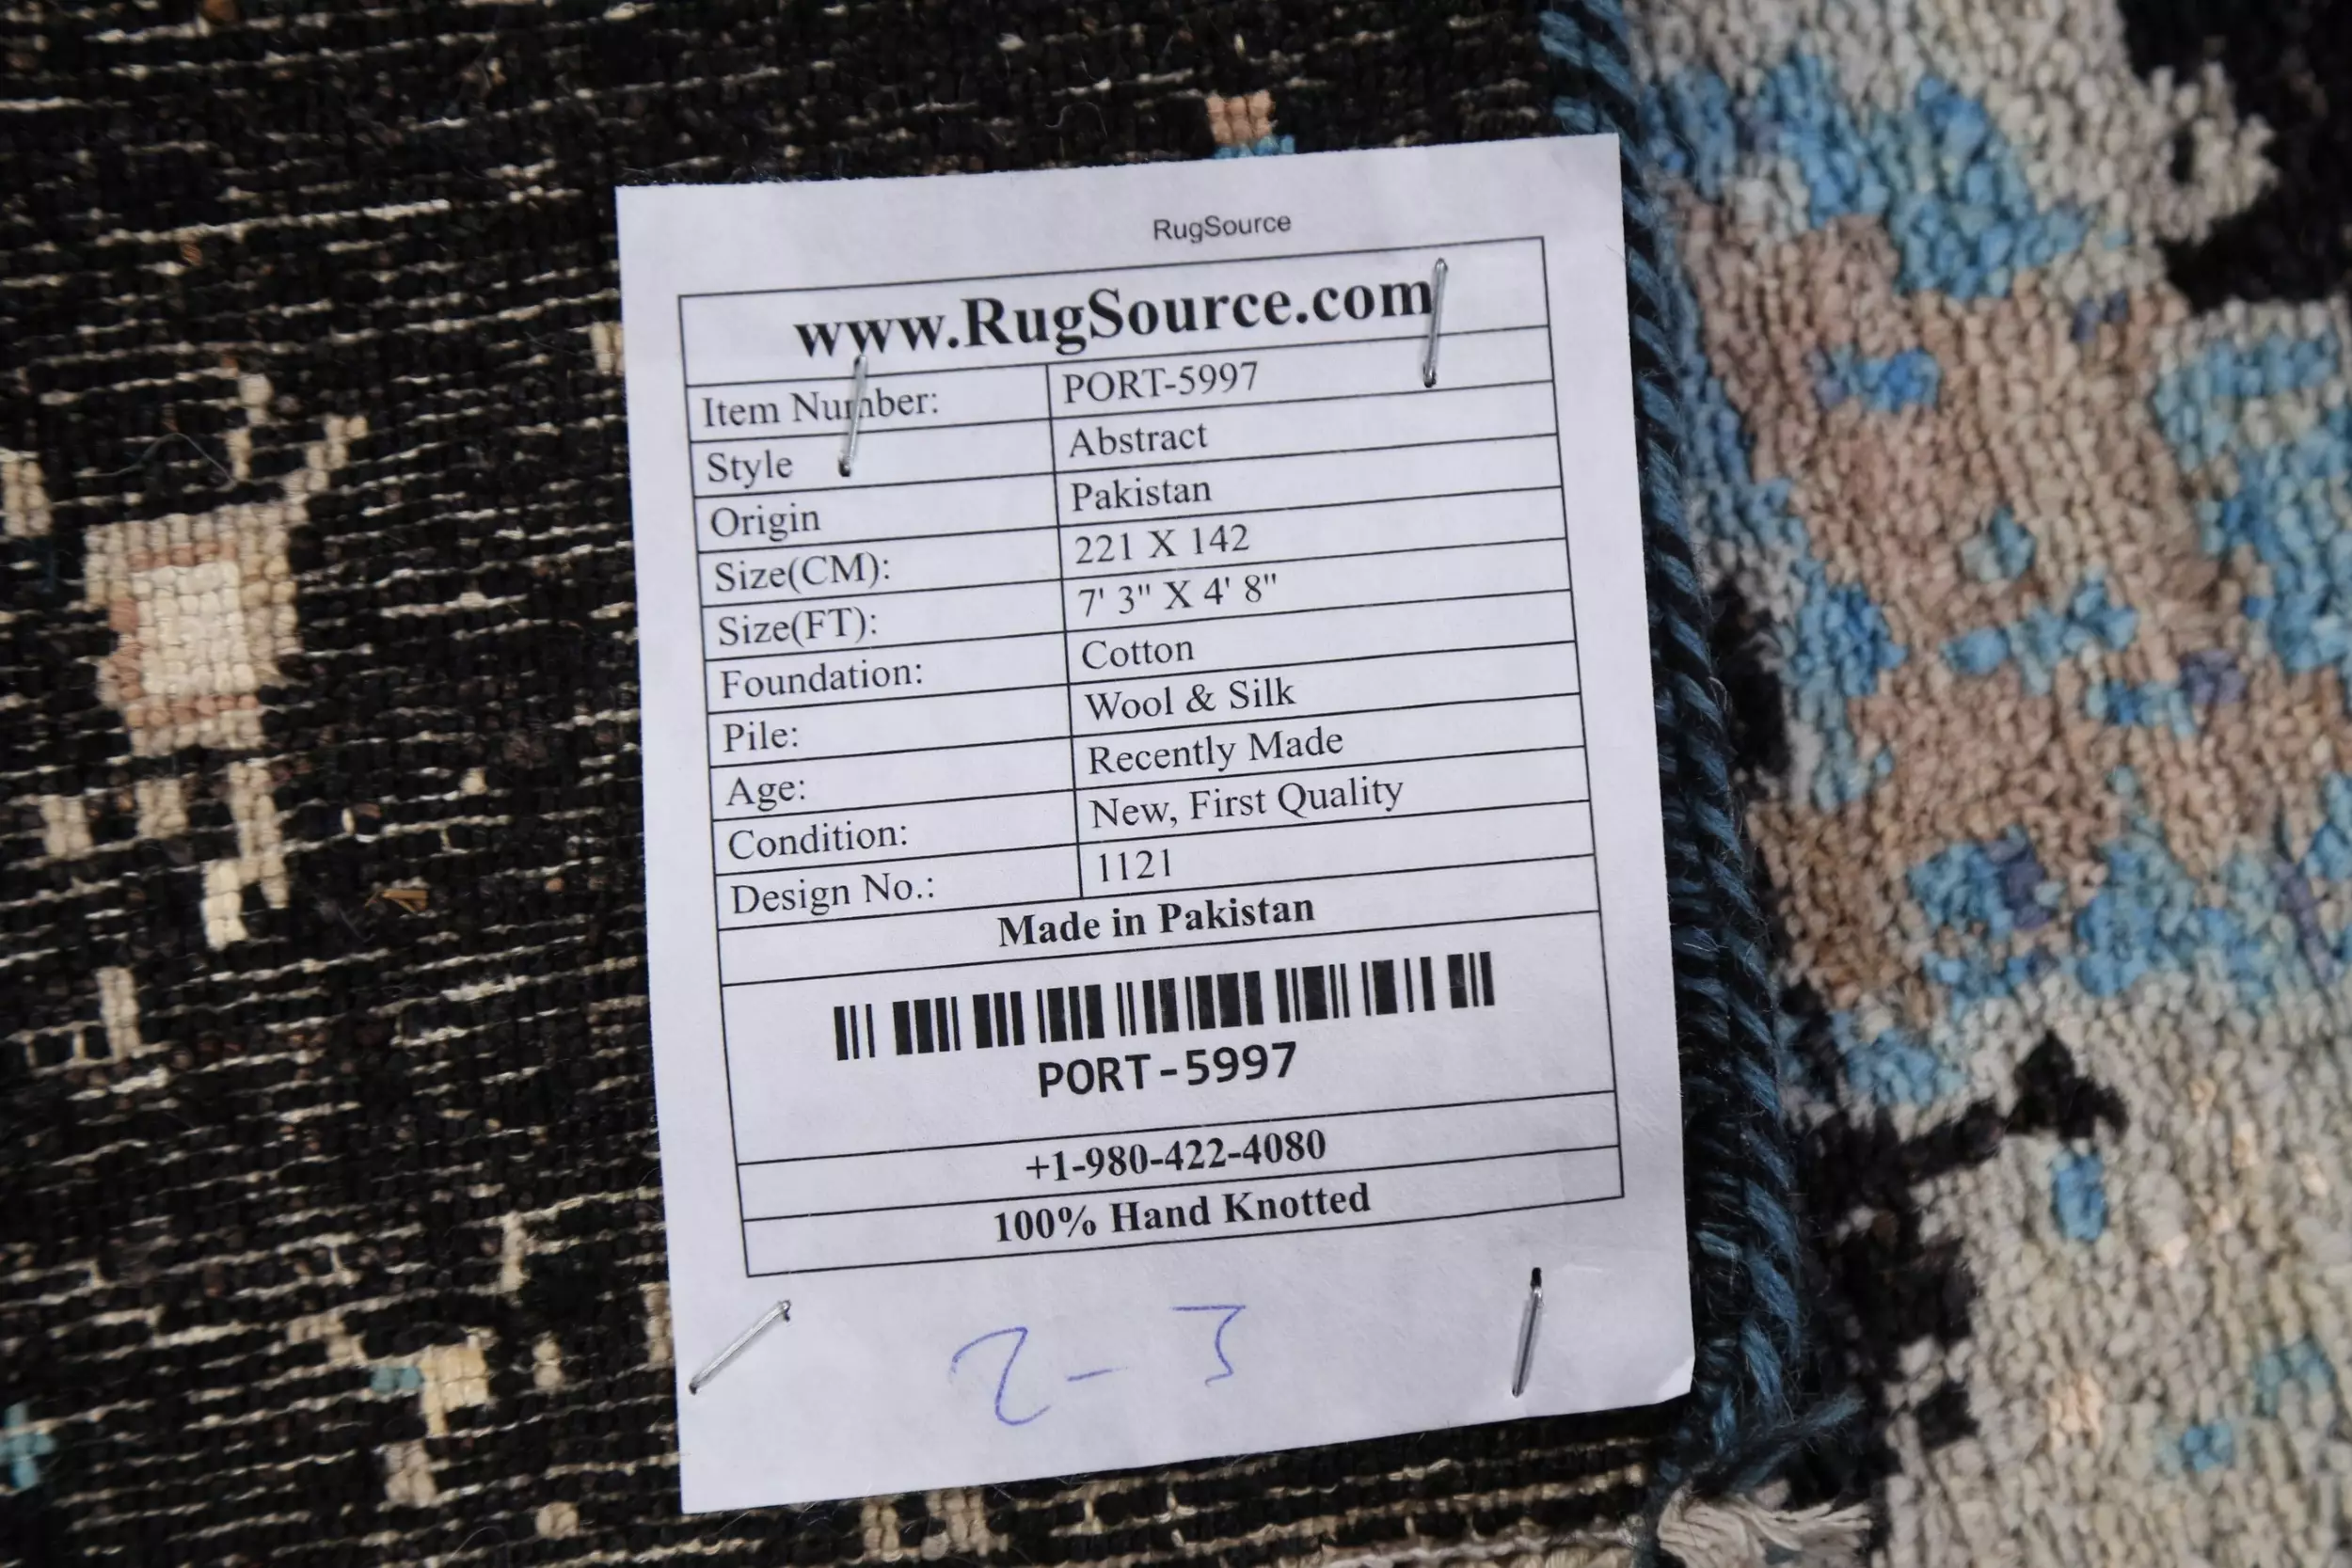 RugSource
www.RugSource.com
Item Number: PORT-5997
Style Abstract
Origin Pakistan
Size(CM): 221 X 142
Size(FT): 7' 3" X 4' 8"
Foundation: Cotton
Pile: Wool & Silk
Age: Recently Made
Condition: New, First Quality
Design No.: 1121
Made in Pakistan
PORT-5997
+1-980-422-4080
100% Hand Knotted
2-3